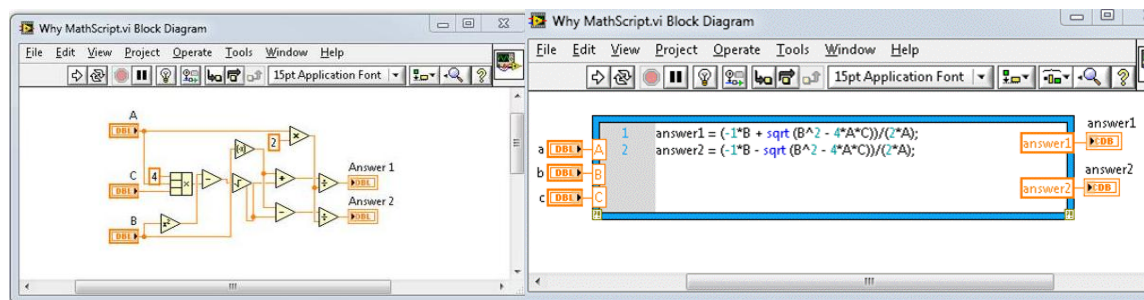 Why MathScript.vi Block Diagram
File Edit View Project Operate Tools Window Help
15pt Application Font
A
DBL
2
4
C
DBL
B
DBL
x²
Answer 1
DBL
Answer 2
DBL
Why MathScript.vi Block Diagram
File Edit View Project Operate Tools Window Help
15pt Application Font
1 answer1 = (-1*B + sqrt (B^2 - 4*A*C))/(2*A);
2 answer2 = (-1*B - sqrt (B^2 - 4*A*C))/(2*A);
a DBL A
b DBL B
c DBL C
answer1
answer1
answer2
answer2